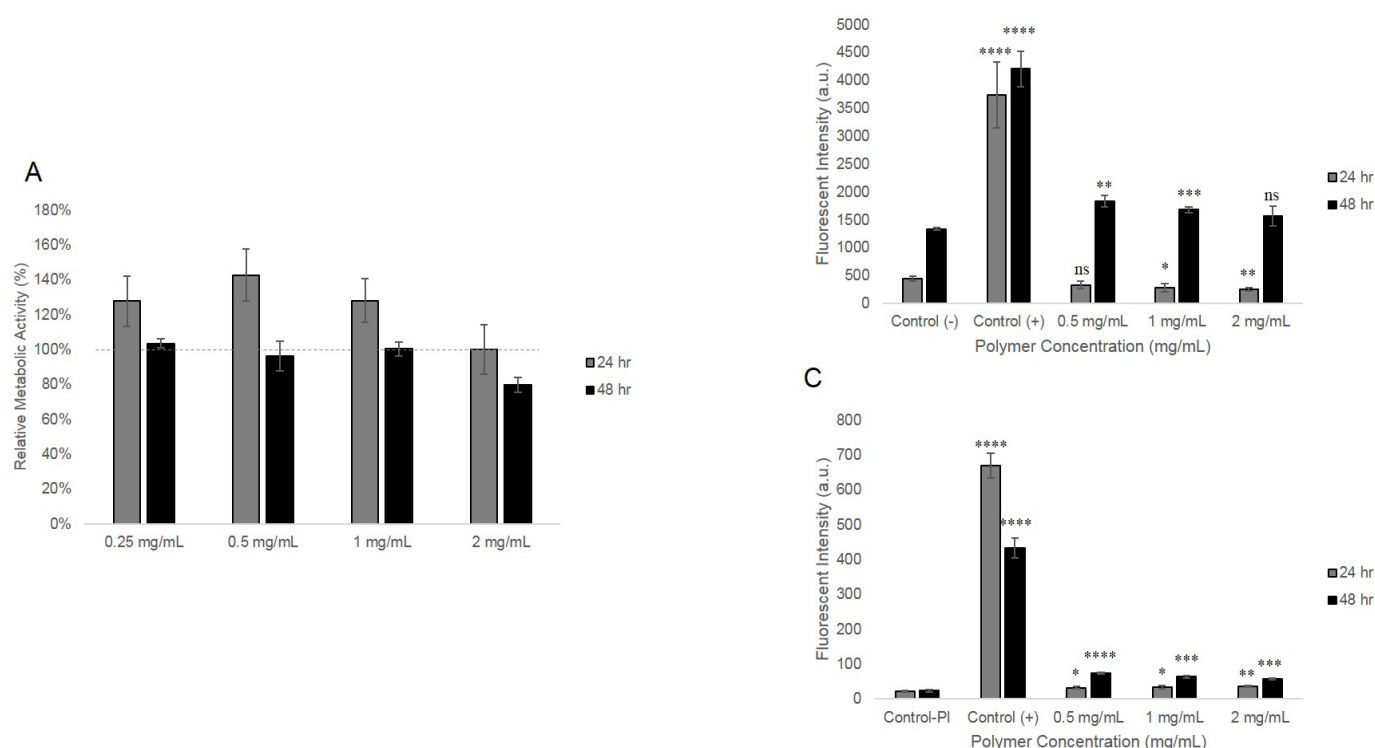 A
180%
160%
140%
120%
100%
80%
60%
40%
20%
0%
Relative Metabolic Activity (%)
0.25 mg/mL 0.5 mg/mL 1 mg/mL 2 mg/mL
24 hr
48 hr
5000
4500
4000
3500
3000
2500
2000
1500
1000
500
0
Fluorescent Intensity (a.u.)
**** ****
ns **
* ***
** ns
Control (-) Control (+) 0.5 mg/mL 1 mg/mL 2 mg/mL
Polymer Concentration (mg/mL)
24 hr
48 hr
C
800
700
600
500
400
300
200
100
0
Fluorescent Intensity (a.u.)
**** ****
* ****
* ***
** ***
Control-PI Control (+) 0.5 mg/mL 1 mg/mL 2 mg/mL
Polymer Concentration (mg/mL)
24 hr
48 hr